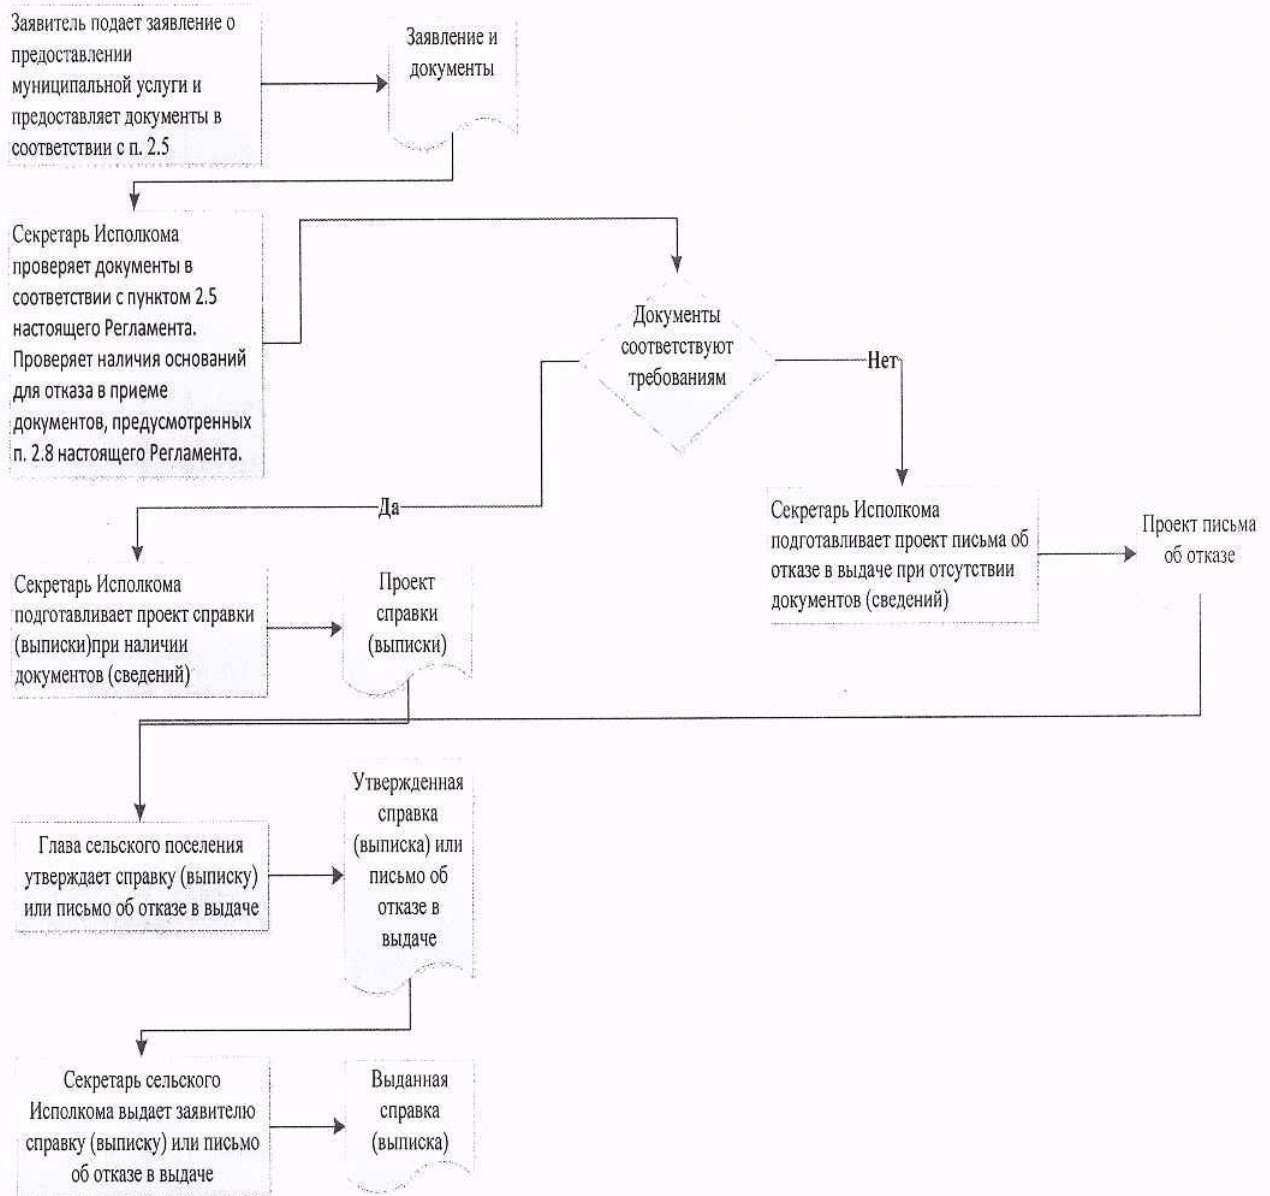 Заявитель подает заявление о
предоставлении
муниципальной услуги и
предоставляет документы в
соответствии с п. 2.5
Заявление и
документы
Секретарь Исполкома
проверяет документы в
соответствии с пунктом 2.5
настоящего Регламента.
Проверяет наличия оснований
для отказа в приеме
документов, предусмотренных
п. 2.8 настоящего Регламента.
Документы
соответствуют
требованиям
Нет
Да
Секретарь Исполкома
подготавливает проект письма об
отказе в выдаче при отсутствии
документов (сведений)
Проект письма
об отказе
Секретарь Исполкома
подготавливает проект справки
(выписки)при наличии
документов (сведений)
Проект
справки
(выписки)
Глава сельского поселения
утверждает справку (выписку)
или письмо об отказе в выдаче
Утвержденная
справка
(выписка) или
письмо об
отказе в
выдаче
Секретарь сельского
Исполкома выдает заявителю
справку (выписку) или письмо
об отказе в выдаче
Выданная
справка
(выписка)